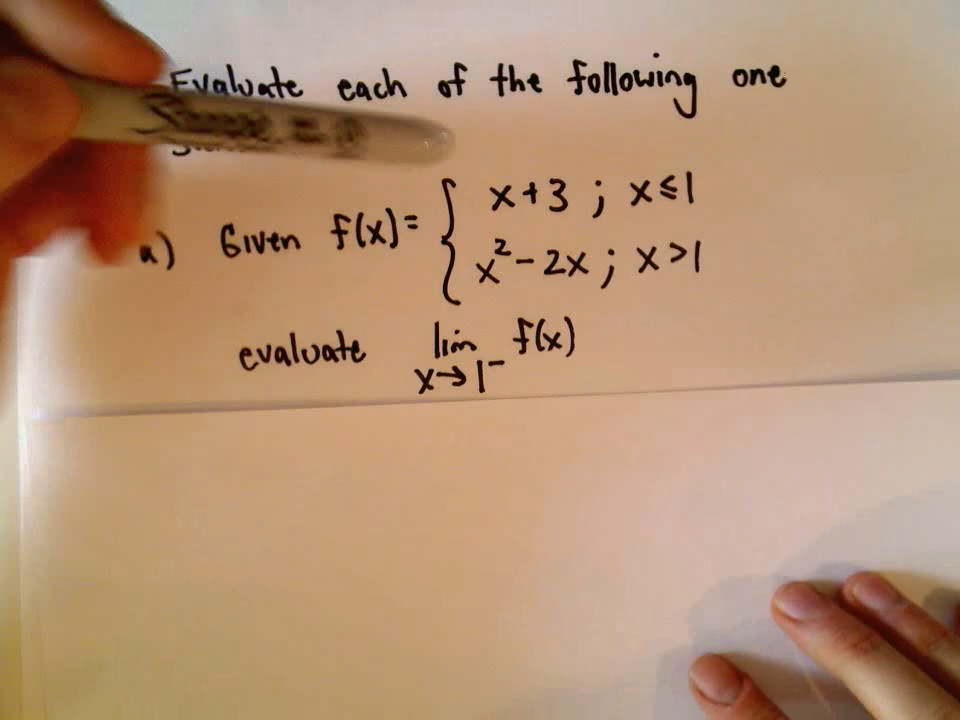 Evaluate each of the following one
a) Given f(x)= { x+3 ; x≤1
x²-2x ; x>1
evaluate lim f(x)
x→1⁻